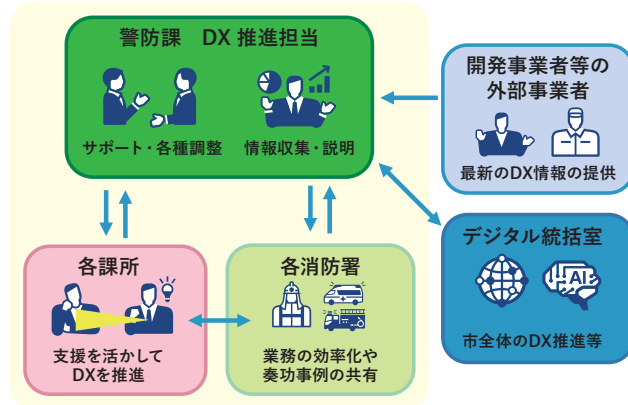 警防課 DX 推進担当
サポート・各種調整
情報収集・説明
開発事業者等の
外部事業者
最新のDX情報の提供
デジタル統括室
AI
市全体のDX推進等
各課所
支援を活かして
DXを推進
各消防署
業務の効率化や
奏功事例の共有